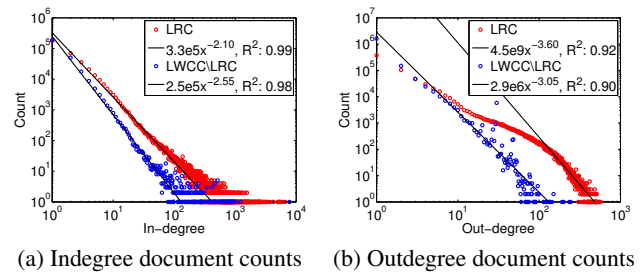 10^6
10^5
10^4
10^3
10^2
10^1
10^0
Count
10^0 10^1 10^2 10^3 10^4
In−degree
LRC
3.3e5x^−2.10, R^2: 0.99
LWCC\LRC
2.5e5x^−2.55, R^2: 0.98
10^7
10^6
10^5
10^4
10^3
10^2
10^1
10^0
Count
10^0 10^1 10^2 10^3
Out−degree
LRC
4.5e9x^−3.60, R^2: 0.92
LWCC\LRC
2.9e6x^−3.05, R^2: 0.90
(a) Indegree document counts (b) Outdegree document counts